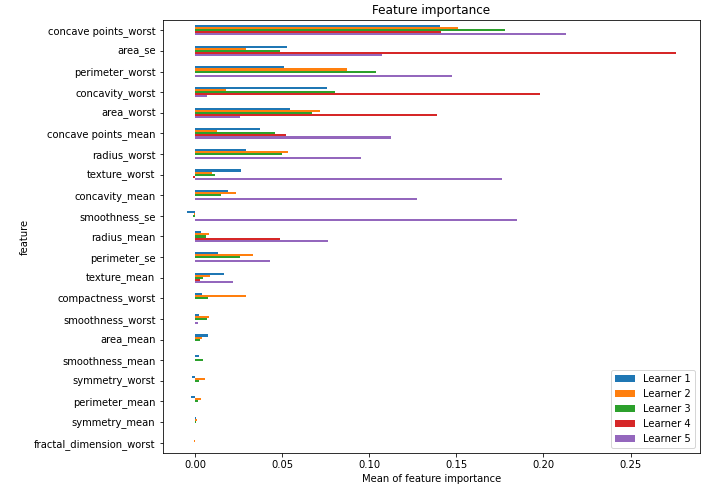 Feature importance
concave points_worst
area_se
perimeter_worst
concavity_worst
area_worst
concave points_mean
radius_worst
texture_worst
concavity_mean
smoothness_se
radius_mean
perimeter_se
texture_mean
compactness_worst
smoothness_worst
area_mean
smoothness_mean
symmetry_worst
perimeter_mean
symmetry_mean
fractal_dimension_worst
feature
Learner 1
Learner 2
Learner 3
Learner 4
Learner 5
0.00 0.05 0.10 0.15 0.20 0.25
Mean of feature importance